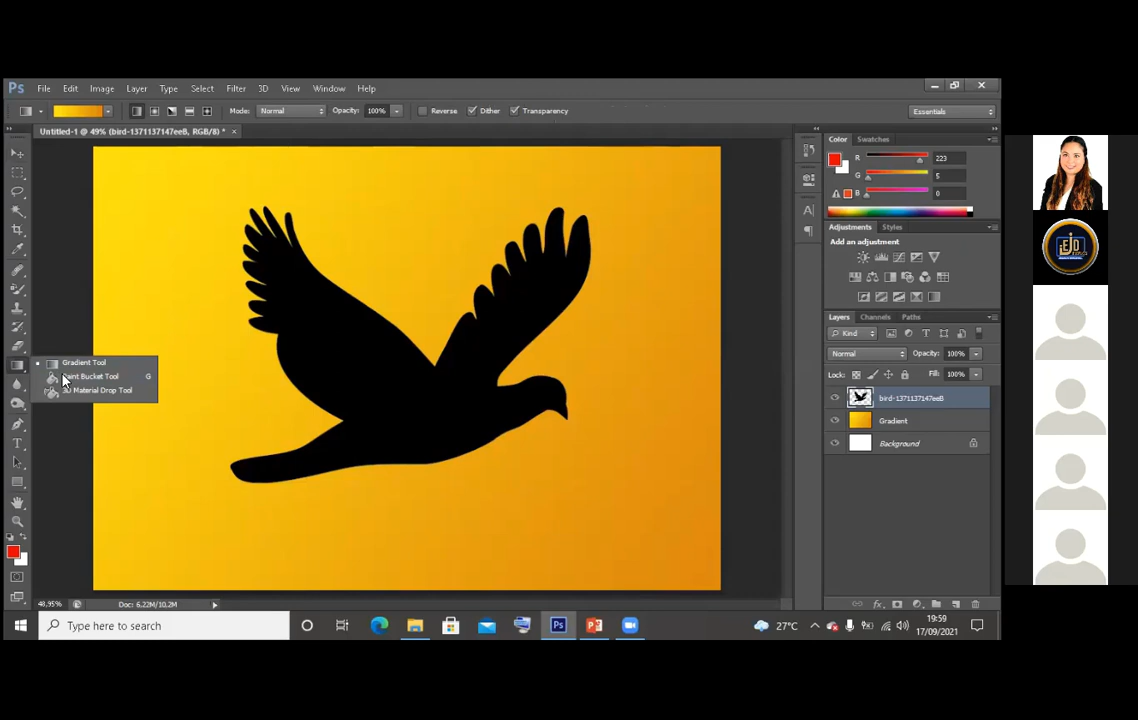 Ps File Edit Image Layer Type Select Filter 3D View Window Help
Mode: Normal Opacity: 100% Reverse Dither Transparency Essentials
Untitled-1 @ 49% (bird-1371137147ee8, RGB/8) * ×
Color Swatches
R 223
G 5
B 0
Adjustments Styles
Add an adjustment
Layers Channels Paths
Kind
Normal Opacity: 100%
Lock: Fill: 100%
bird-1371137147ee8
Gradient
Background
Gradient Tool
Paint Bucket Tool G
3D Material Drop Tool
48,95% Doc: 6,22M/10,2M
Type here to search
27°C
19:59
17/09/2021